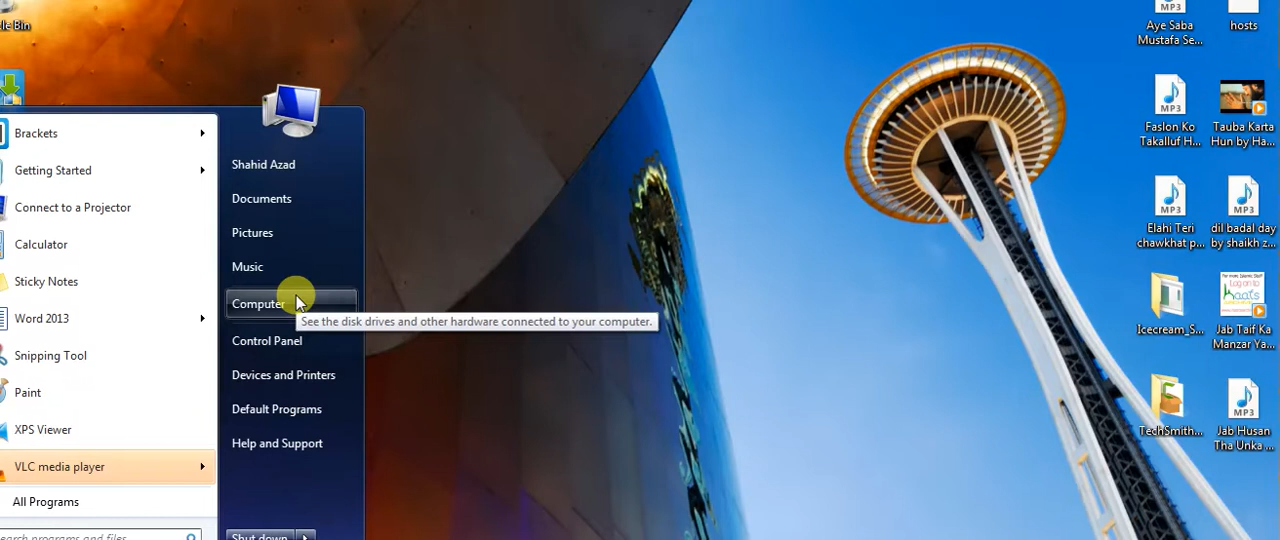 le Bin
Brackets
Getting Started
Connect to a Projector
Calculator
Sticky Notes
Word 2013
Snipping Tool
Paint
XPS Viewer
VLC media player
All Programs
earch programs and files
Shahid Azad
Documents
Pictures
Music
Computer
See the disk drives and other hardware connected to your computer.
Control Panel
Devices and Printers
Default Programs
Help and Support
Shut down
Aye Saba
Mustafa Se...
hosts
MP3
Faslon Ko
Takalluf H...
Tauba Karta
Hun by Ha...
MP3
Elahi Teri
chawkhat p...
MP3
dil badal day
by shaikh z...
Icecream_S...
Jab Taif Ka
Manzar Ya...
TechSmith...
MP3
Jab Husan
Tha Unka ...